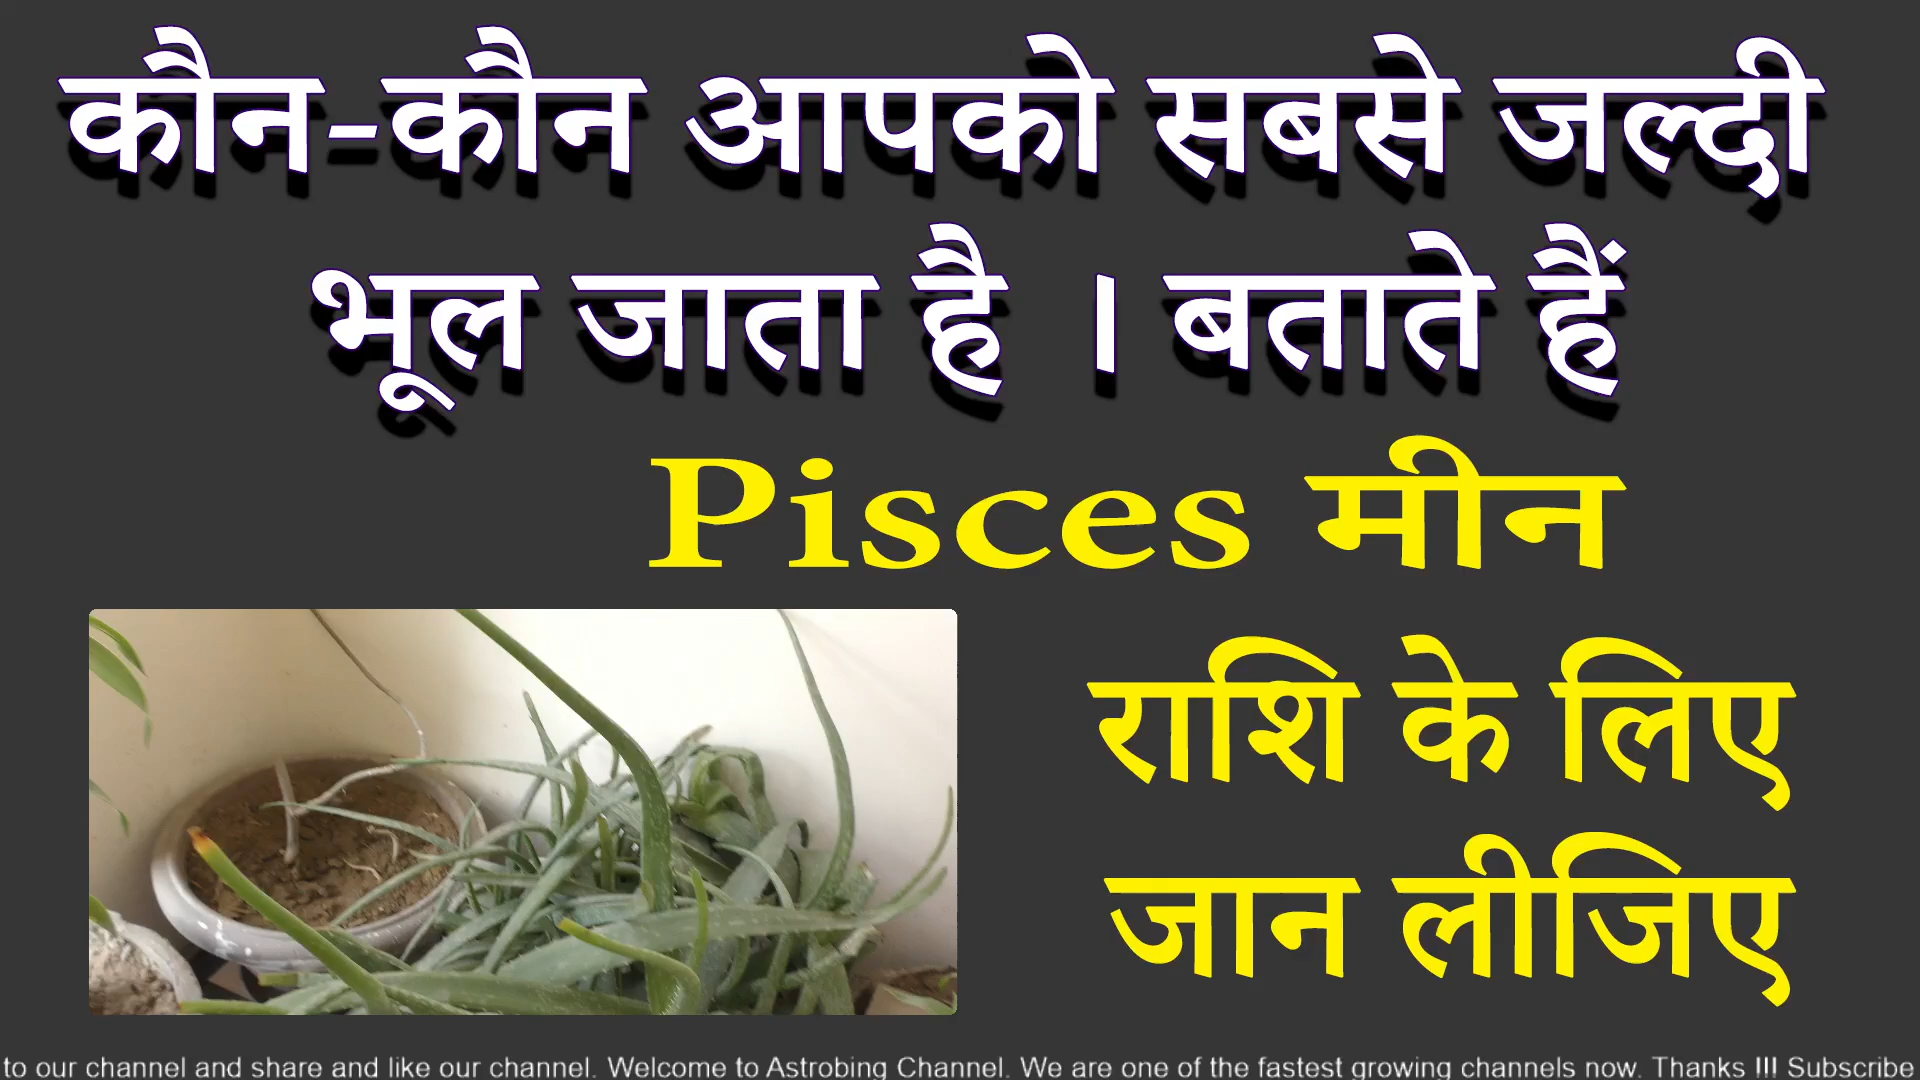 कौन-कौन आपको सबसे जल्दी
भूल जाता है । बताते हैं
Pisces मीन
राशि के लिए
जान लीजिए
to our channel and share and like our channel. Welcome to Astrobing Channel. We are one of the fastest growing channels now. Thanks !!! Subscribe